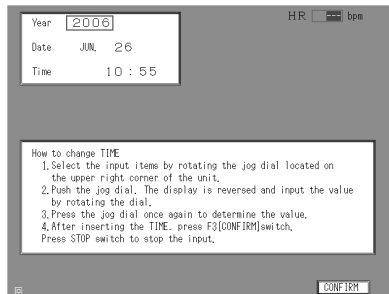 Year 2006
HR --- bpm
Date JUN. 26
Time 10:55
How to change TIME
1.Select the input items by rotating the jog dial located on
the upper right corner of the unit.
2.Push the jog dial. The display is reversed and input the value
by rotating the dial.
3.Press the jog dial once again to determine the value.
4.After inserting the TIME. press F3[CONFIRM]switch.
Press STOP switch to stop the input.
CONFIRM